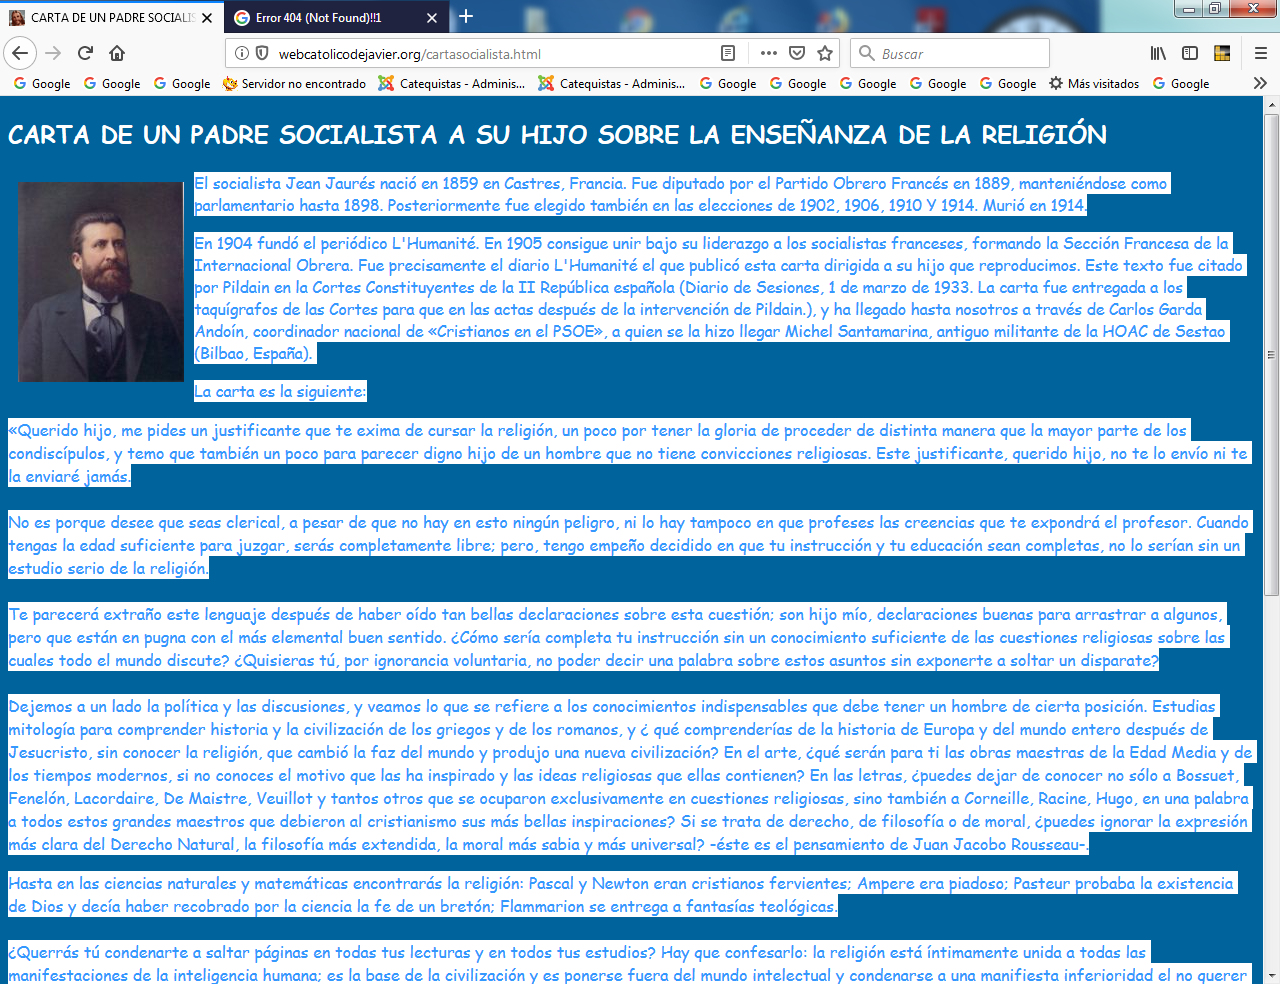 CARTA DE UN PADRE SOCIALIS
Error 404 (Not Found)!!1
webcatolicodejavier.org/cartasocialista.html
Buscar
Google
Google
Google
Servidor no encontrado
Catequistas - Adminis...
Catequistas - Adminis...
Google
Google
Google
Google
Google
Más visitados
Google
CARTA DE UN PADRE SOCIALISTA A SU HIJO SOBRE LA ENSEÑANZA DE LA RELIGIÓN
El socialista Jean Jaurés nació en 1859 en Castres, Francia. Fue diputado por el Partido Obrero Francés en 1889, manteniéndose como
parlamentario hasta 1898. Posteriormente fue elegido también en las elecciones de 1902, 1906, 1910 Y 1914. Murió en 1914.
En 1904 fundó el periódico L'Humanité. En 1905 consigue unir bajo su liderazgo a los socialistas franceses, formando la Sección Francesa de la
Internacional Obrera. Fue precisamente el diario L'Humanité el que publicó esta carta dirigida a su hijo que reproducimos. Este texto fue citado
por Pildain en la Cortes Constituyentes de la II República española (Diario de Sesiones, 1 de marzo de 1933. La carta fue entregada a los
taquígrafos de las Cortes para que en las actas después de la intervención de Pildain.), y ha llegado hasta nosotros a través de Carlos Garda
Andoín, coordinador nacional de «Cristianos en el PSOE», a quien se la hizo llegar Michel Santamarina, antiguo militante de la HOAC de Sestao
(Bilbao, España).
La carta es la siguiente:
«Querido hijo, me pides un justificante que te exima de cursar la religión, un poco por tener la gloria de proceder de distinta manera que la mayor parte de los
condiscípulos, y temo que también un poco para parecer digno hijo de un hombre que no tiene convicciones religiosas. Este justificante, querido hijo, no te lo envío ni te
la enviaré jamás.
No es porque desee que seas clerical, a pesar de que no hay en esto ningún peligro, ni lo hay tampoco en que profeses las creencias que te expondrá el profesor. Cuando
tengas la edad suficiente para juzgar, serás completamente libre; pero, tengo empeño decidido en que tu instrucción y tu educación sean completas, no lo serían sin un
estudio serio de la religión.
Te parecerá extraño este lenguaje después de haber oído tan bellas declaraciones sobre esta cuestión; son hijo mío, declaraciones buenas para arrastrar a algunos,
pero que están en pugna con el más elemental buen sentido. ¿Cómo sería completa tu instrucción sin un conocimiento suficiente de las cuestiones religiosas sobre las
cuales todo el mundo discute? ¿Quisieras tú, por ignorancia voluntaria, no poder decir una palabra sobre estos asuntos sin exponerte a soltar un disparate?
Dejemos a un lado la política y las discusiones, y veamos lo que se refiere a los conocimientos indispensables que debe tener un hombre de cierta posición. Estudias
mitología para comprender historia y la civilización de los griegos y de los romanos, y ¿ qué comprenderías de la historia de Europa y del mundo entero después de
Jesucristo, sin conocer la religión, que cambió la faz del mundo y produjo una nueva civilización? En el arte, ¿qué serán para ti las obras maestras de la Edad Media y de
los tiempos modernos, si no conoces el motivo que las ha inspirado y las ideas religiosas que ellas contienen? En las letras, ¿puedes dejar de conocer no sólo a Bossuet,
Fenelón, Lacordaire, De Maistre, Veuillot y tantos otros que se ocuparon exclusivamente en cuestiones religiosas, sino también a Corneille, Racine, Hugo, en una palabra
a todos estos grandes maestros que debieron al cristianismo sus más bellas inspiraciones? Si se trata de derecho, de filosofía o de moral, ¿puedes ignorar la expresión
más clara del Derecho Natural, la filosofía más extendida, la moral más sabia y más universal? -éste es el pensamiento de Juan Jacobo Rousseau-.
Hasta en las ciencias naturales y matemáticas encontrarás la religión: Pascal y Newton eran cristianos fervientes; Ampere era piadoso; Pasteur probaba la existencia
de Dios y decía haber recobrado por la ciencia la fe de un bretón; Flammarion se entrega a fantasías teológicas.
¿Querrás tú condenarte a saltar páginas en todas tus lecturas y en todos tus estudios? Hay que confesarlo: la religión está íntimamente unida a todas las
manifestaciones de la inteligencia humana; es la base de la civilización y es ponerse fuera del mundo intelectual y condenarse a una manifiesta inferioridad el no querer